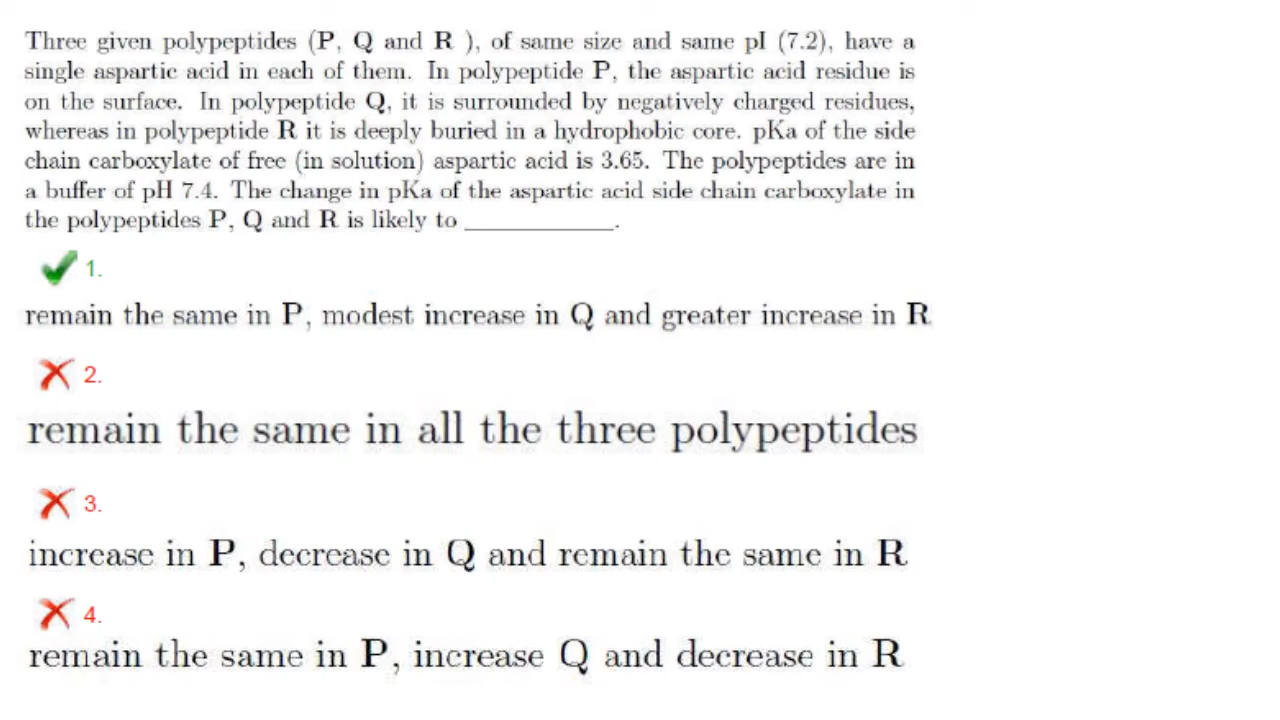 Three given polypeptides (P, Q and R ), of same size and same pI (7.2), have a
single aspartic acid in each of them. In polypeptide P, the aspartic acid residue is
on the surface. In polypeptide Q, it is surrounded by negatively charged residues,
whereas in polypeptide R it is deeply buried in a hydrophobic core. pKa of the side
chain carboxylate of free (in solution) aspartic acid is 3.65. The polypeptides are in
a buffer of pH 7.4. The change in pKa of the aspartic acid side chain carboxylate in
the polypeptides P, Q and R is likely to ____________.
1.
remain the same in P, modest increase in Q and greater increase in R
2.
remain the same in all the three polypeptides
3.
increase in P, decrease in Q and remain the same in R
4.
remain the same in P, increase Q and decrease in R